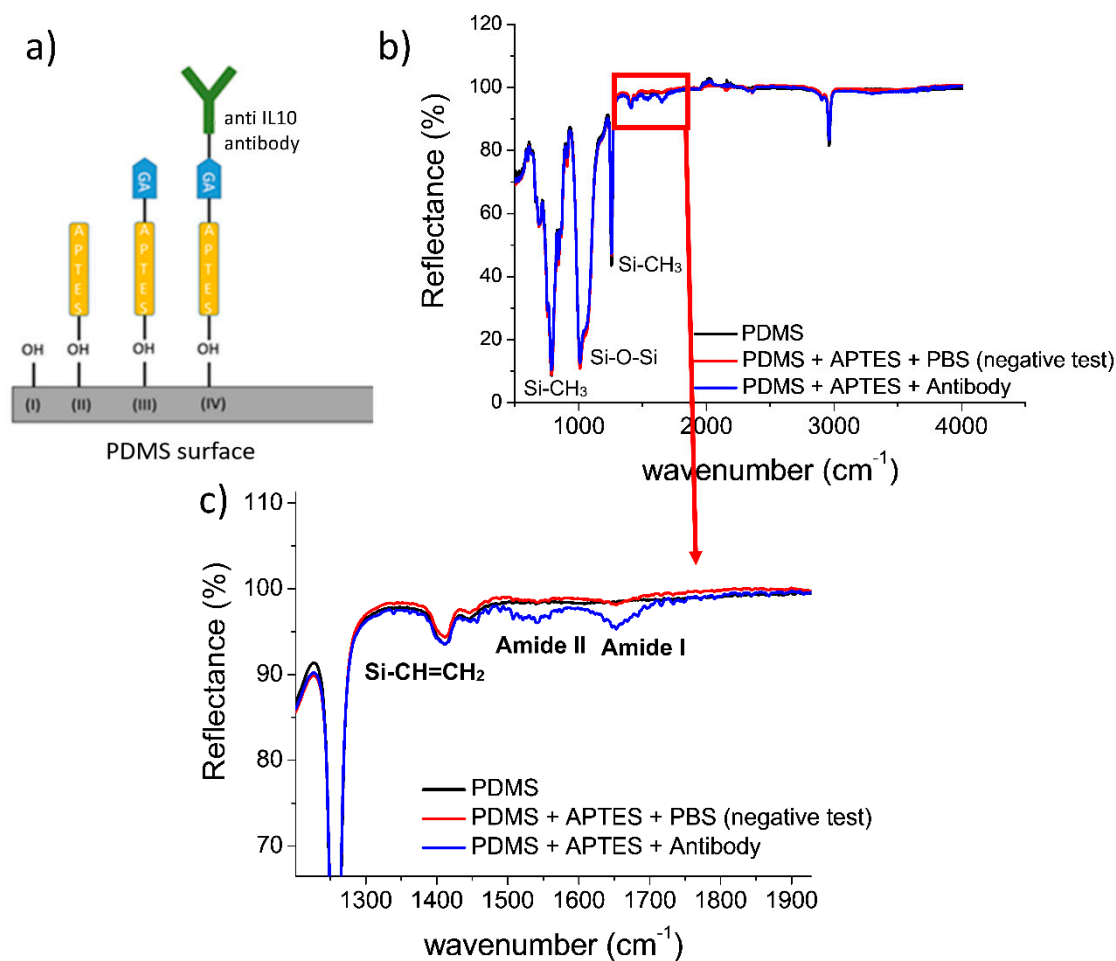 a)
anti IL10
antibody
GA
GA
APTES
APTES
APTES
OH
OH
OH
OH
(I)
(II)
(III)
(IV)
PDMS surface
b)
120
100
80
60
40
20
0
Reflectance (%)
Si-CH₃
Si-O-Si
Si-CH₃
PDMS
PDMS + APTES + PBS (negative test)
PDMS + APTES + Antibody
1000
2000
3000
4000
wavenumber (cm⁻¹)
c)
110
100
90
80
70
Reflectance (%)
Si-CH=CH₂
Amide II
Amide I
PDMS
PDMS + APTES + PBS (negative test)
PDMS + APTES + Antibody
1300
1400
1500
1600
1700
1800
1900
wavenumber (cm⁻¹)